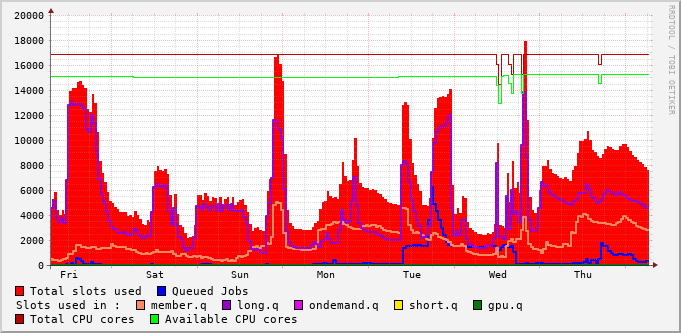 20000
18000
16000
14000
12000
10000
8000
6000
4000
2000
0
Fri Sat Sun Mon Tue Wed Thu
Total slots used Queued Jobs
Slots used in : member.q long.q ondemand.q short.q gpu.q
Total CPU cores Available CPU cores
RRDTOOL / TOBI OETIKER